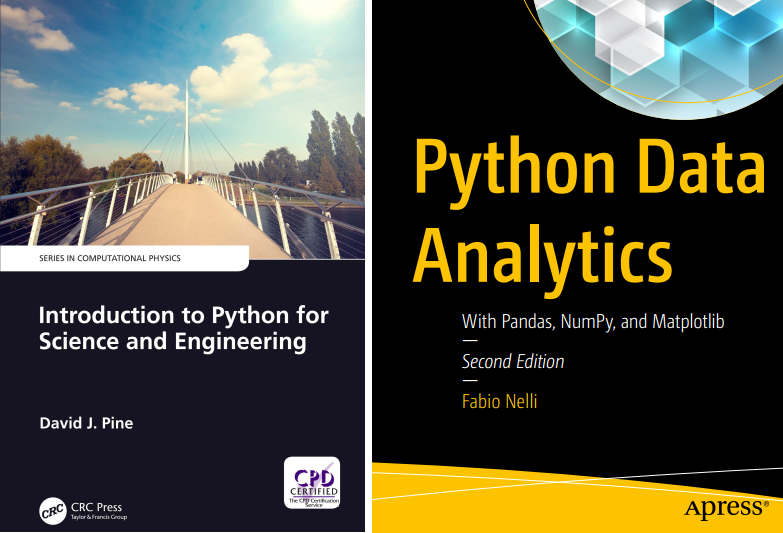 SERIES IN COMPUTATIONAL PHYSICS
Introduction to Python for
Science and Engineering
David J. Pine
CPD
CERTIFIED
The CPD Certification
Service
CRC
CRC Press
Taylor & Francis Group
Python Data
Analytics
With Pandas, NumPy, and Matplotlib
Second Edition
Fabio Nelli
Apress®